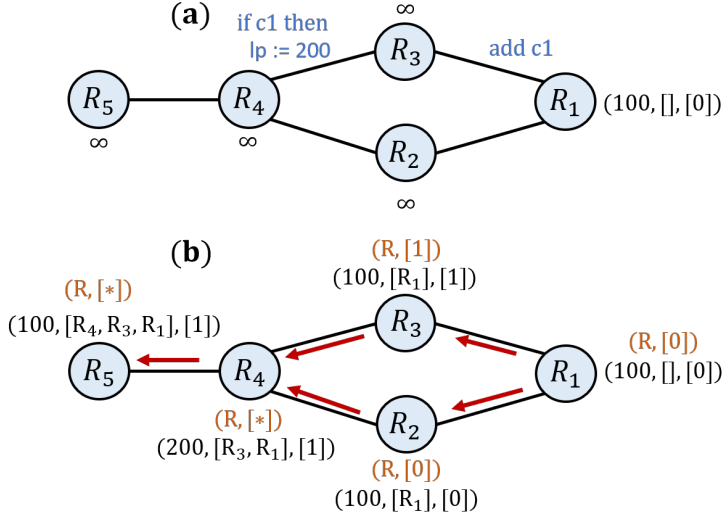 (a)
if c1 then
lp := 200
∞
R₃
add c1
R₅
R₄
R₁
(100, [], [0])
∞
∞
R₂
∞
(b)
(R, [1])
(R, [∗])
(100, [R₁], [1])
(100, [R₄, R₃, R₁], [1])
R₃
(R, [0])
R₅
R₄
R₁
(100, [], [0])
(R, [∗])
R₂
(200, [R₃, R₁], [1])
(R, [0])
(100, [R₁], [0])